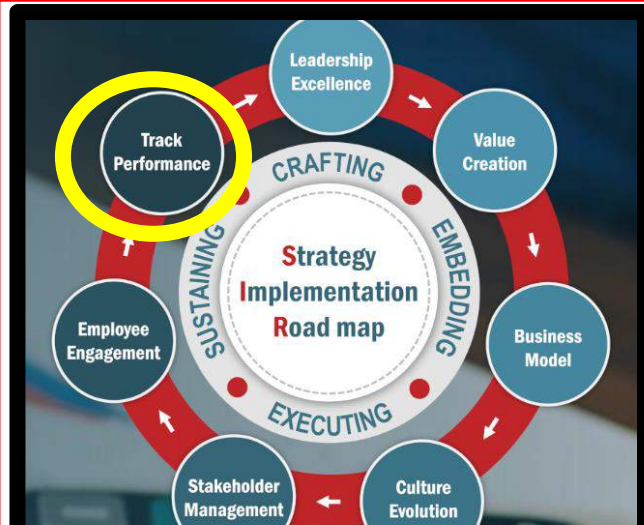 Leadership
Excellence
Track
Performance
Value
Creation
CRAFTING
EMBEDDING
EXECUTING
SUSTAINING
Strategy
Implementation
Road map
Employee
Engagement
Business
Model
Stakeholder
Management
Culture
Evolution